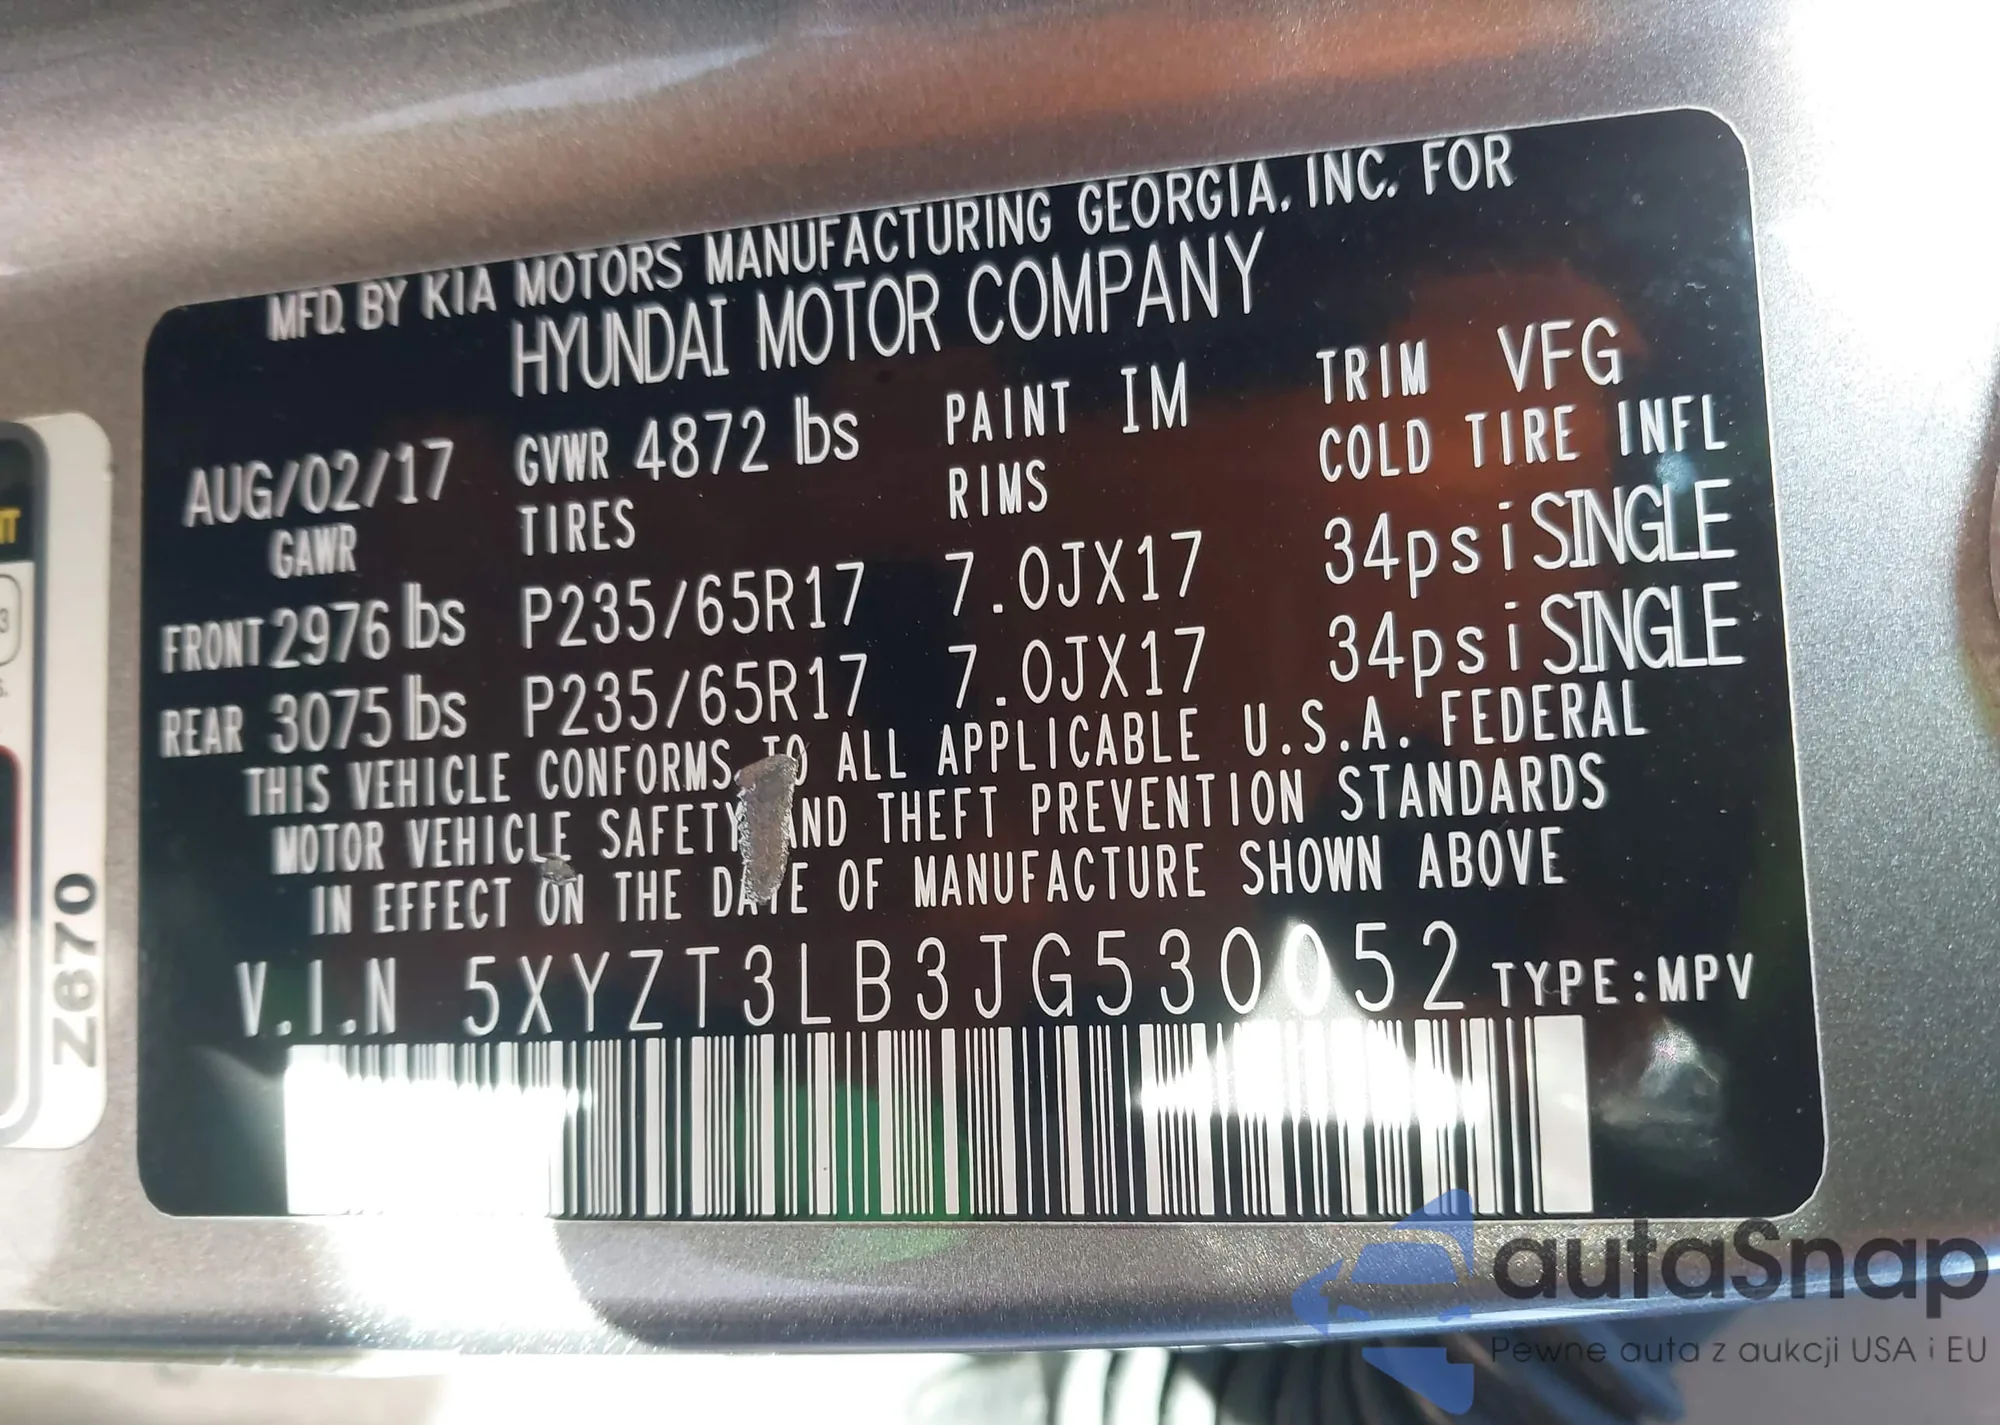 MFD. BY KIA MOTORS MANUFACTURING GEORGIA. INC. FOR
HYUNDAI MOTOR COMPANY
AUG/02/17 GVWR 4872 lbs PAINT IM TRIM VFG
GAWR TIRES RIMS COLD TIRE INFL
FRONT 2976 lbs P235/65R17 7.0JX17 34psi SINGLE
REAR 3075 lbs P235/65R17 7.0JX17 34psi SINGLE
THIS VEHICLE CONFORMS TO ALL APPLICABLE U.S.A. FEDERAL
MOTOR VEHICLE SAFETY AND THEFT PREVENTION STANDARDS
IN EFFECT ON THE DATE OF MANUFACTURE SHOWN ABOVE
V.I.N 5XYZT3LB3JG530052 TYPE:MPV
Z670
autaSnap
Pewne auta z aukcji USA i EU